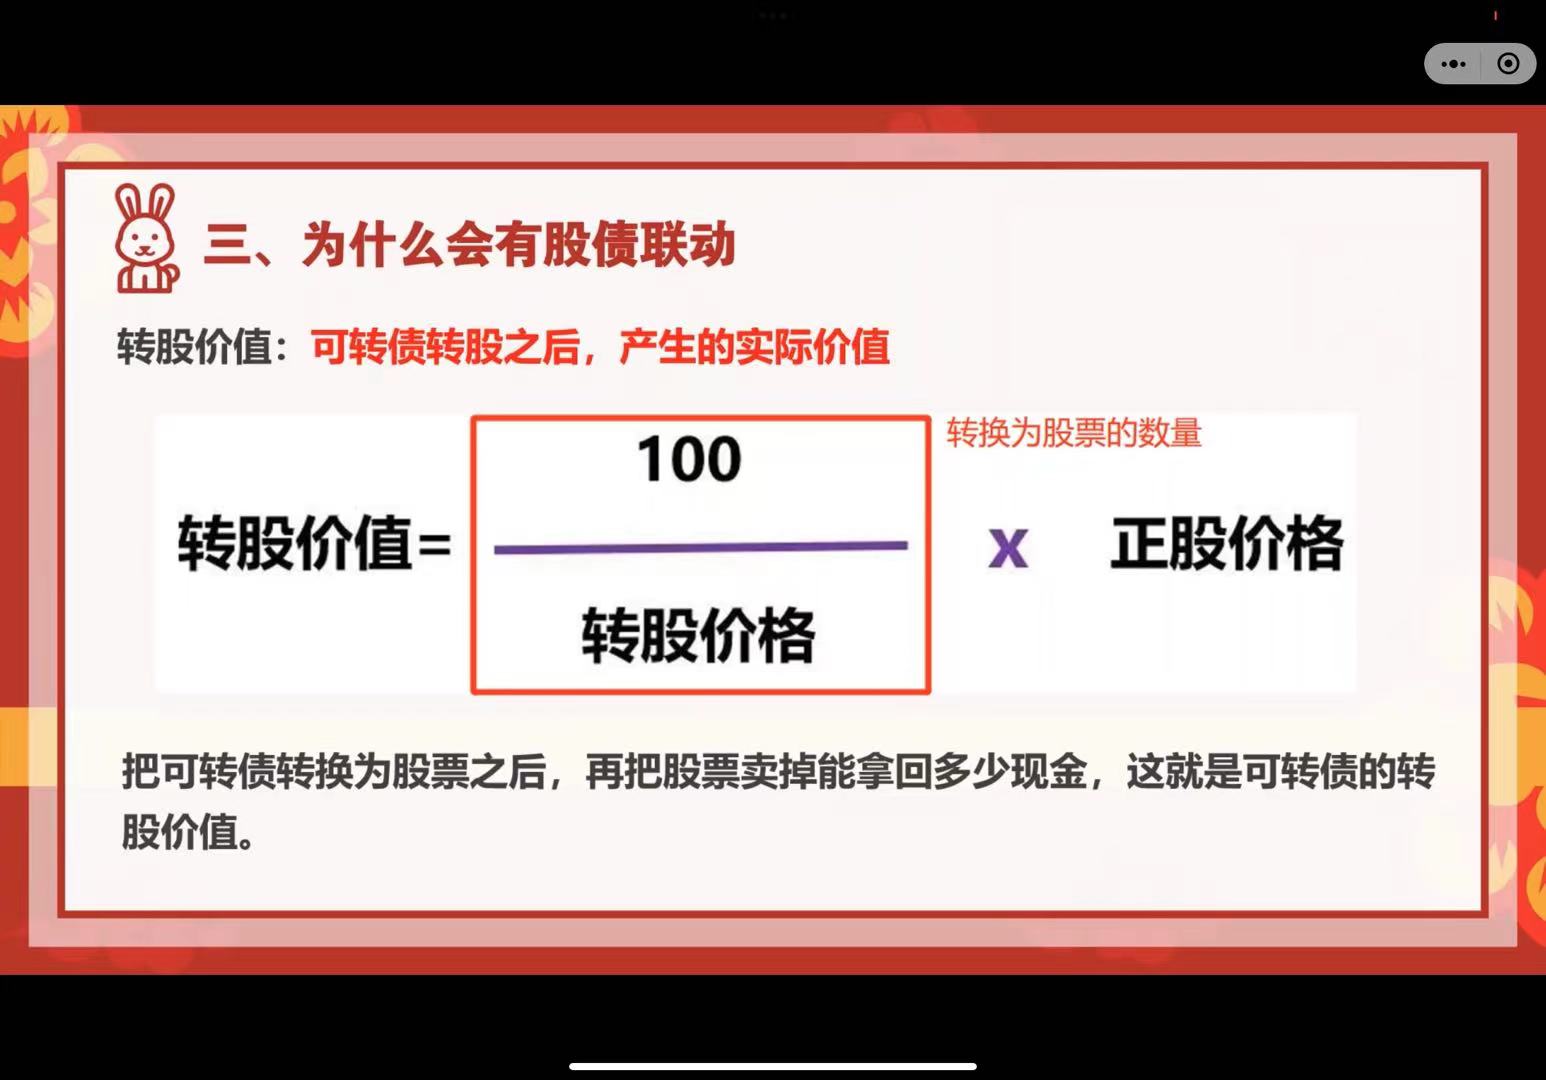 三、为什么会有股债联动
转股价值：可转债转股之后，产生的实际价值
转换为股票的数量
100
转股价值=
x
正股价格
转股价格
把可转债转换为股票之后，再把股票卖掉能拿回多少现金，这就是可转债的转
股价值。